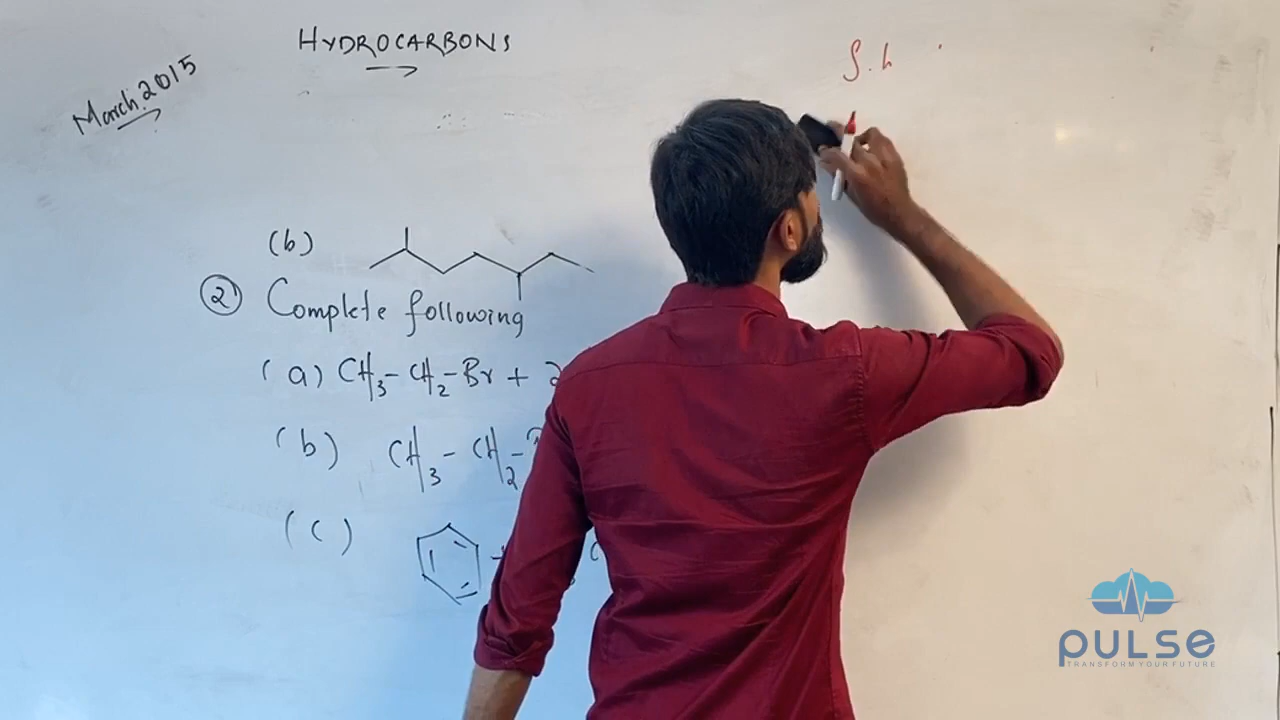 HYDROCARBONS
March 2015
S.h
(b)
② Complete following
(a) CH₃-CH₂-Br +
(b) CH₃-CH₂-
(c)
PULSE
TRANSFORM YOUR FUTURE